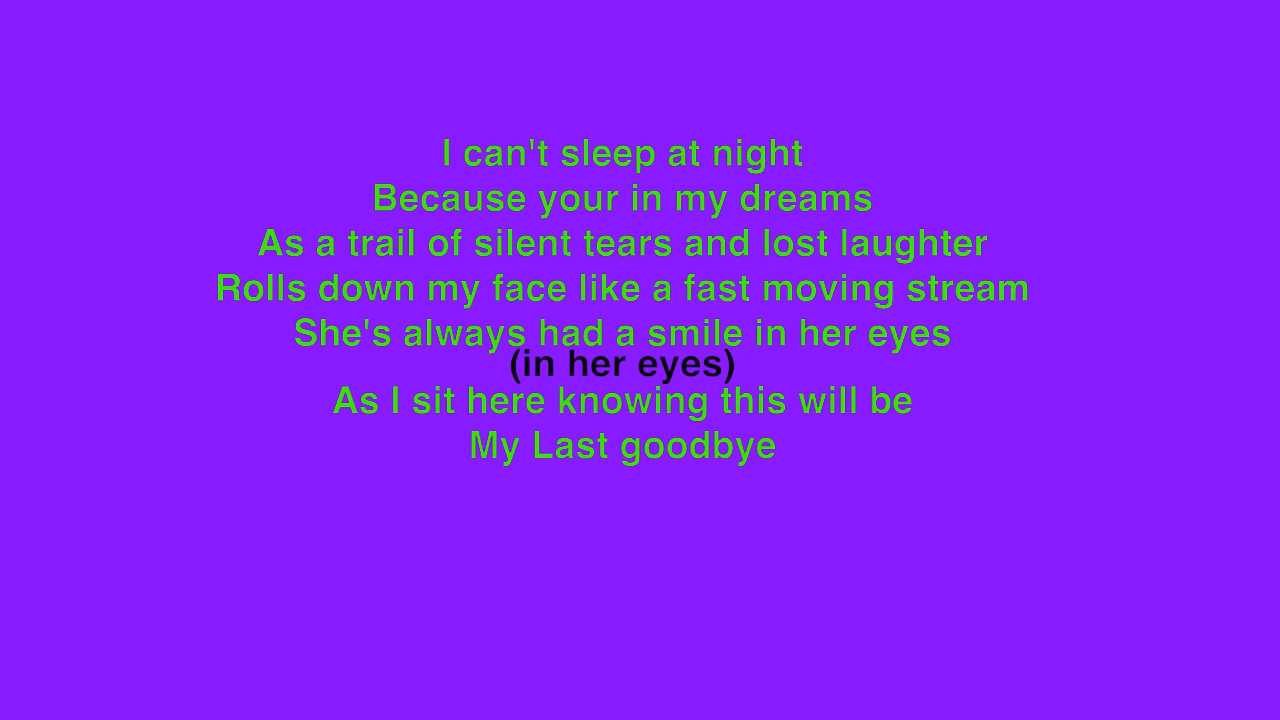 I can't sleep at night
Because your in my dreams
As a trail of silent tears and lost laughter
Rolls down my face like a fast moving stream
She's always had a smile in her eyes
(in her eyes)
As I sit here knowing this will be
My Last goodbye